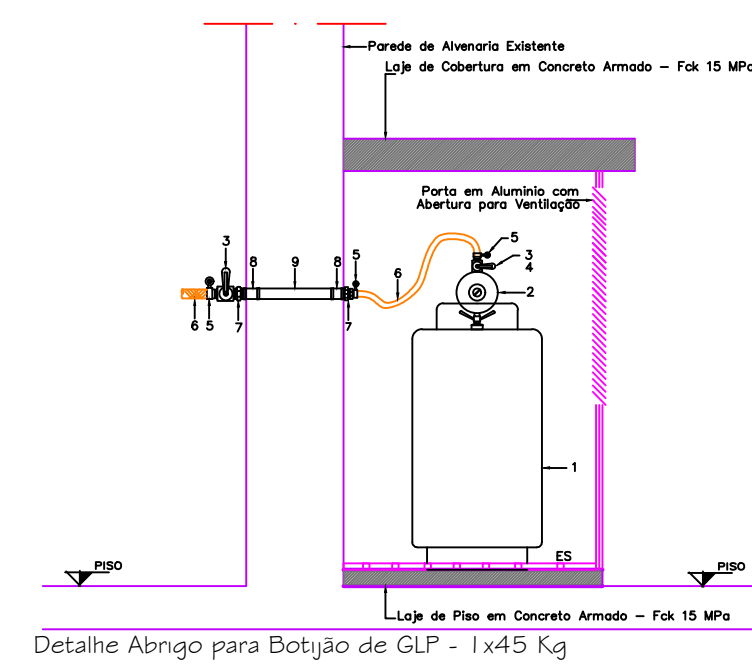 Parede de Alvenaria Existente
Laje de Cobertura em Concreto Armado – Fck 15 MPa
Porta em Aluminio com
Abertura para Ventilação
3
8
9
8
5
5
3
4
2
6
6
5
7
7
1
ES
PISO
PISO
Laje de Piso em Concreto Armado – Fck 15 MPa
Detalhe Abrigo para Botijão de GLP - 1x45 Kg